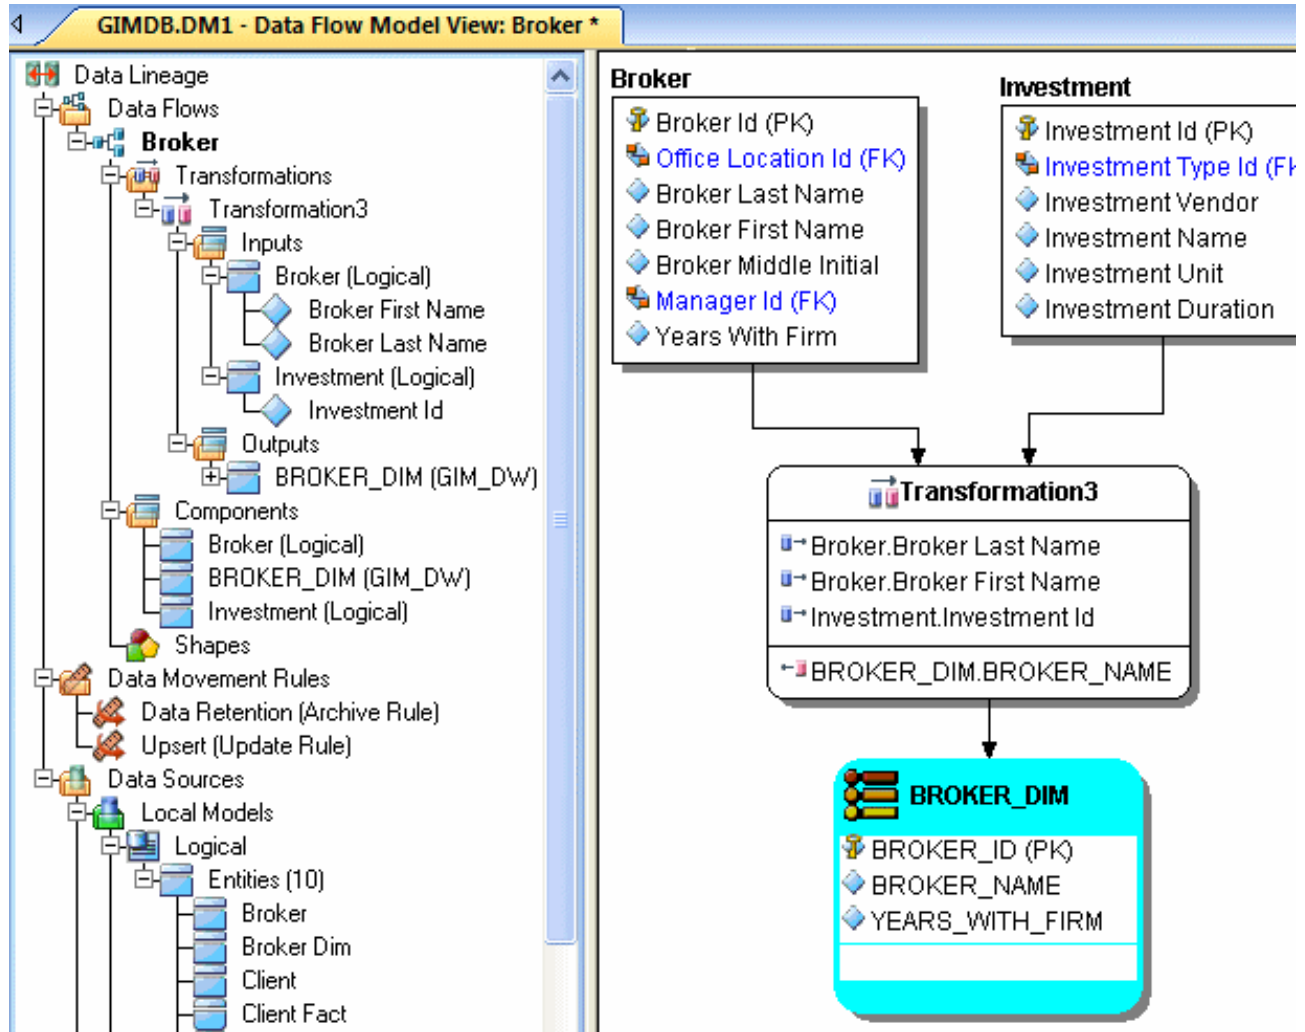 GIMDB.DM1 - Data Flow Model View: Broker *
Data Lineage
Data Flows
Broker
Transformations
Transformation3
Inputs
Broker (Logical)
Broker First Name
Broker Last Name
Investment (Logical)
Investment Id
Outputs
BROKER_DIM (GIM_DW)
Components
Broker (Logical)
BROKER_DIM (GIM_DW)
Investment (Logical)
Shapes
Data Movement Rules
Data Retention (Archive Rule)
Upsert (Update Rule)
Data Sources
Local Models
Logical
Entities (10)
Broker
Broker Dim
Client
Client Fact
Broker
Broker Id (PK)
Office Location Id (FK)
Broker Last Name
Broker First Name
Broker Middle Initial
Manager Id (FK)
Years With Firm
Investment
Investment Id (PK)
Investment Type Id (FK
Investment Vendor
Investment Name
Investment Unit
Investment Duration
Transformation3
Broker.Broker Last Name
Broker.Broker First Name
Investment.Investment Id
BROKER_DIM.BROKER_NAME
BROKER_DIM
BROKER_ID (PK)
BROKER_NAME
YEARS_WITH_FIRM